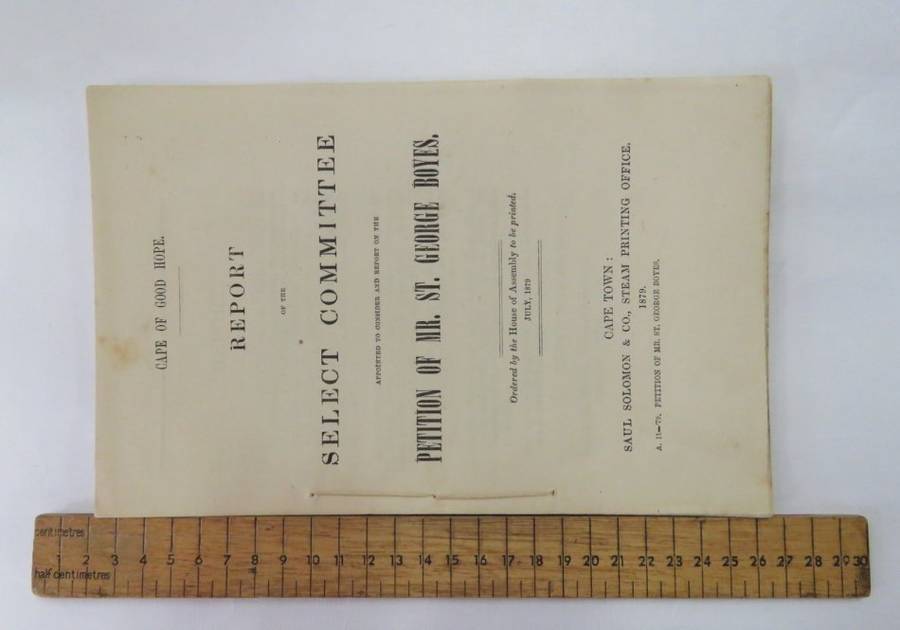 CAPE OF GOOD HOPE.
REPORT
OF THE
SELECT COMMITTEE
APPOINTED TO CONSIDER AND REPORT ON THE
PETITION OF MR. ST. GEORGE BOYES.
Ordered by the House of Assembly to be printed.
JULY, 1879
CAPE TOWN:
SAUL SOLOMON & CO., STEAM PRINTING OFFICE.
1879.
A. 11—79. PETITION OF MR. ST. GEORGE BOYES.
centimetres
1 2 3 4 5 6 7 8 9 10 11 12 13 14 15 16 17 18 19 20 21 22 23 24 25 26 27 28 29 30
half centimetres